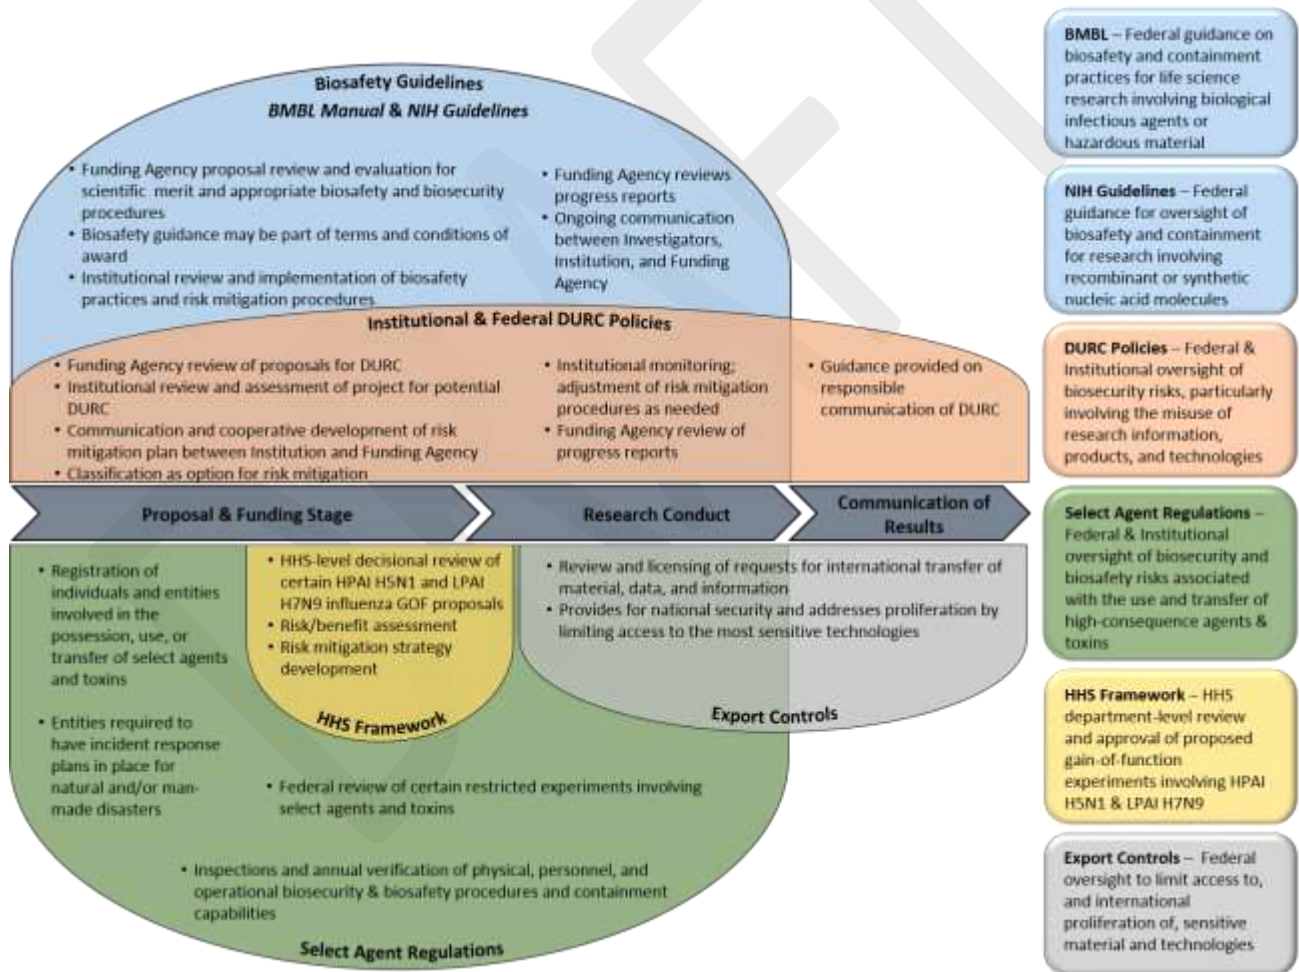 Biosafety Guidelines
BMBL Manual & NIH Guidelines
• Funding Agency proposal review and evaluation for
scientific merit and appropriate biosafety and biosecurity
procedures
• Biosafety guidance may be part of terms and conditions of
award
• Institutional review and implementation of biosafety
practices and risk mitigation procedures
• Funding Agency reviews
progress reports
• Ongoing communication
between Investigators,
Institution, and Funding
Agency
Institutional & Federal DURC Policies
• Funding Agency review of proposals for DURC
• Institutional review and assessment of project for potential
DURC
• Communication and cooperative development of risk
mitigation plan between Institution and Funding Agency
• Classification as option for risk mitigation
• Institutional monitoring;
adjustment of risk mitigation
procedures as needed
• Funding Agency review of
progress reports
• Guidance provided on
responsible
communication of DURC
Proposal & Funding Stage
Research Conduct
Communication of
Results
• Registration of
individuals and entities
involved in the
possession, use, or
transfer of select agents
and toxins
• Entities required to
have incident response
plans in place for
natural and/or man-
made disasters
• HHS-level decisional review of
certain HPAI H5N1 and LPAI
H7N9 influenza GOF proposals
• Risk/benefit assessment
• Risk mitigation strategy
development
HHS Framework
• Review and licensing of requests for international transfer of
material, data, and information
• Provides for national security and addresses proliferation by
limiting access to the most sensitive technologies
Export Controls
• Federal review of certain restricted experiments involving
select agents and toxins
• Inspections and annual verification of physical, personnel, and
operational biosecurity & biosafety procedures and containment
capabilities
Select Agent Regulations
BMBL – Federal guidance on
biosafety and containment
practices for life science
research involving biological
infectious agents or
hazardous material
NIH Guidelines – Federal
guidance for oversight of
biosafety and containment
for research involving
recombinant or synthetic
nucleic acid molecules
DURC Policies – Federal &
Institutional oversight of
biosecurity risks, particularly
involving the misuse of
research information,
products, and technologies
Select Agent Regulations –
Federal & Institutional
oversight of biosecurity and
biosafety risks associated
with the use and transfer of
high-consequence agents &
toxins
HHS Framework – HHS
department-level review
and approval of proposed
gain-of-function
experiments involving HPAI
H5N1 & LPAI H7N9
Export Controls – Federal
oversight to limit access to,
and international
proliferation of, sensitive
material and technologies